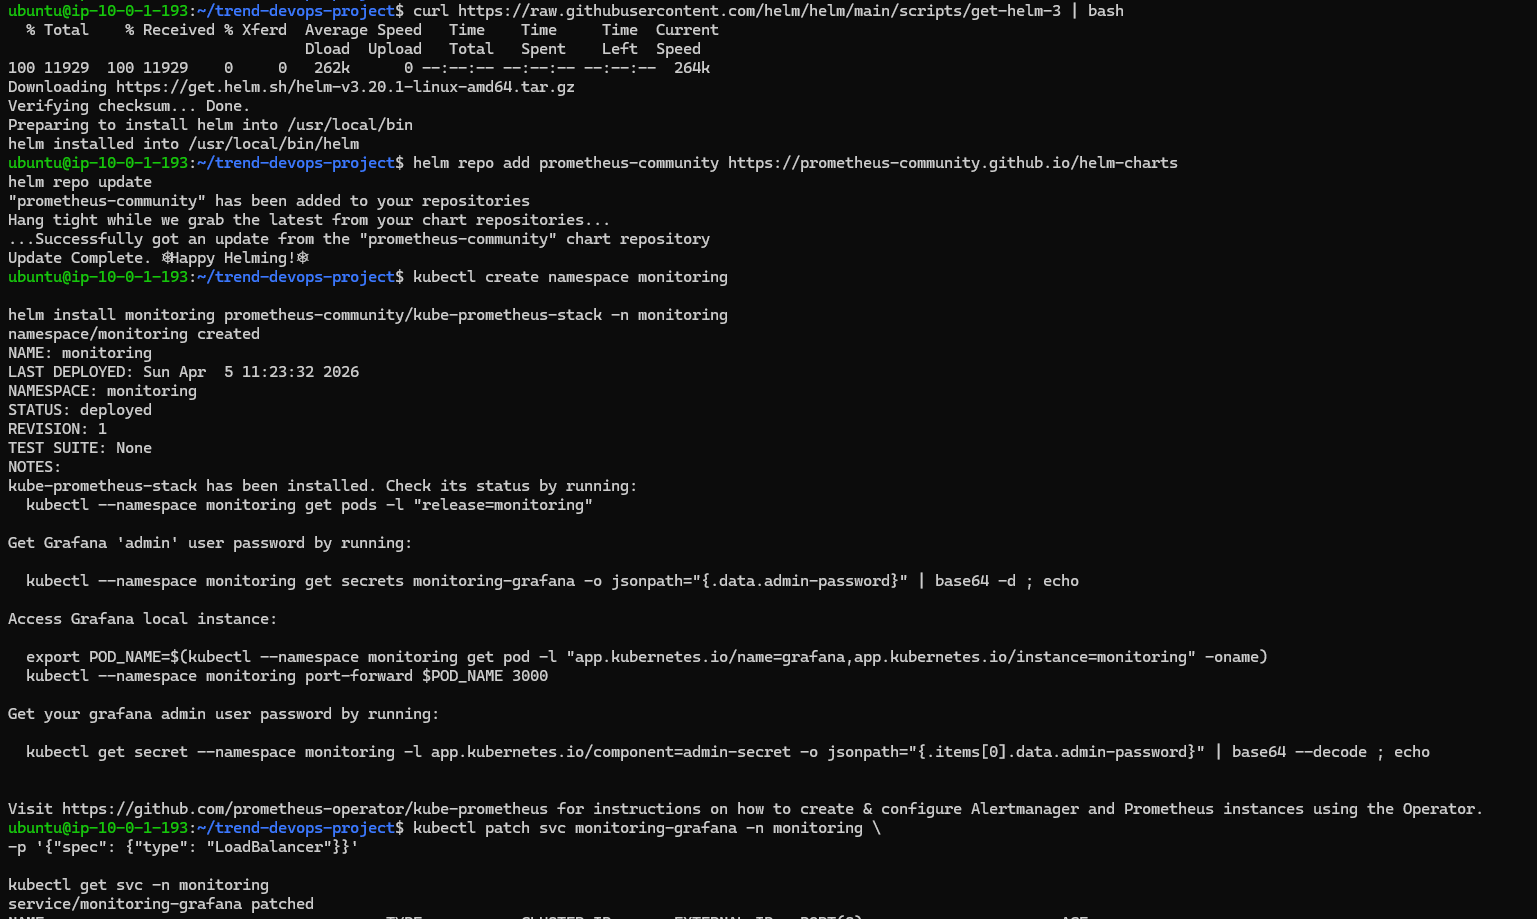 ubuntu@ip-10-0-1-193:~/trend-devops-project$ curl https://raw.githubusercontent.com/helm/helm/main/scripts/get-helm-3 | bash
  % Total    % Received % Xferd  Average Speed   Time    Time     Time  Current
                                 Dload  Upload   Total   Spent    Left  Speed
100 11929  100 11929    0     0   262k      0 --:--:-- --:--:-- --:--:--  264k
Downloading https://get.helm.sh/helm-v3.20.1-linux-amd64.tar.gz
Verifying checksum... Done.
Preparing to install helm into /usr/local/bin
helm installed into /usr/local/bin/helm
ubuntu@ip-10-0-1-193:~/trend-devops-project$ helm repo add prometheus-community https://prometheus-community.github.io/helm-charts
helm repo update
"prometheus-community" has been added to your repositories
Hang tight while we grab the latest from your chart repositories...
...Successfully got an update from the "prometheus-community" chart repository
Update Complete. ⎈Happy Helming!⎈
ubuntu@ip-10-0-1-193:~/trend-devops-project$ kubectl create namespace monitoring
helm install monitoring prometheus-community/kube-prometheus-stack -n monitoring
namespace/monitoring created
NAME: monitoring
LAST DEPLOYED: Sun Apr  5 11:23:32 2026
NAMESPACE: monitoring
STATUS: deployed
REVISION: 1
TEST SUITE: None
NOTES:
kube-prometheus-stack has been installed. Check its status by running:
  kubectl --namespace monitoring get pods -l "release=monitoring"
Get Grafana 'admin' user password by running:
  kubectl --namespace monitoring get secrets monitoring-grafana -o jsonpath="{.data.admin-password}" | base64 -d ; echo
Access Grafana local instance:
  export POD_NAME=$(kubectl --namespace monitoring get pod -l "app.kubernetes.io/name=grafana,app.kubernetes.io/instance=monitoring" -oname)
  kubectl --namespace monitoring port-forward $POD_NAME 3000
Get your grafana admin user password by running:
  kubectl get secret --namespace monitoring -l app.kubernetes.io/component=admin-secret -o jsonpath="{.items[0].data.admin-password}" | base64 --decode ; echo
Visit https://github.com/prometheus-operator/kube-prometheus for instructions on how to create & configure Alertmanager and Prometheus instances using the Operator.
ubuntu@ip-10-0-1-193:~/trend-devops-project$ kubectl patch svc monitoring-grafana -n monitoring \
-p '{"spec": {"type": "LoadBalancer"}}'
kubectl get svc -n monitoring
service/monitoring-grafana patched
NAME                                      TYPE           CLUSTER-IP       EXTERNAL-IP   PORT(S)                      AGE